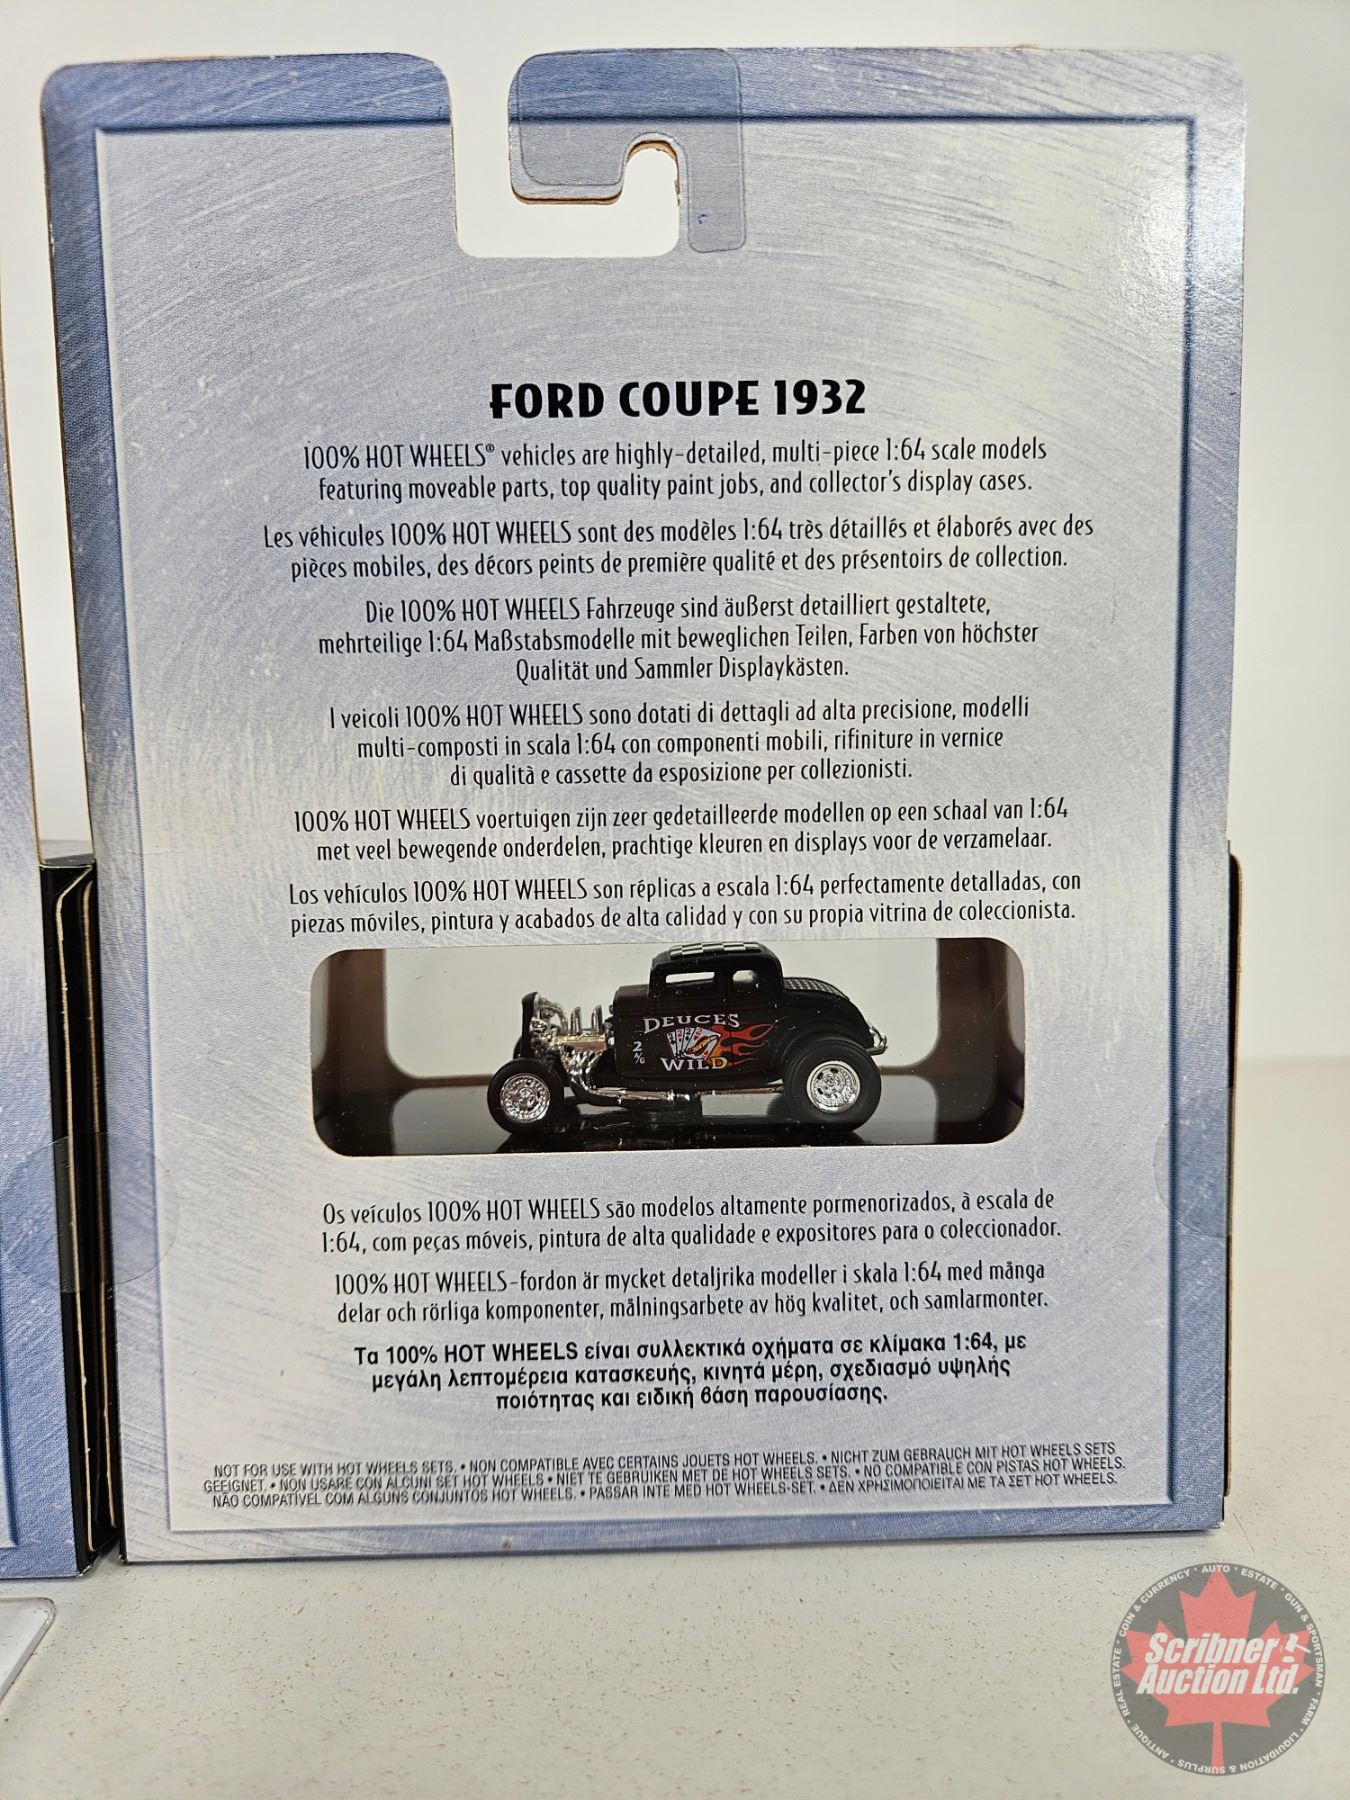 FORD COUPE 1932
100% HOT WHEELS® vehicles are highly-detailed, multi-piece 1:64 scale models
featuring moveable parts, top quality paint jobs, and collector's display cases.
Les véhicules 100% HOT WHEELS sont des modèles 1:64 très détaillés et élaborés avec des
pièces mobiles, des décors peints de première qualité et des présentoirs de collection.
Die 100% HOT WHEELS Fahrzeuge sind äußerst detailliert gestaltete,
mehrteilige 1:64 Maßstabsmodelle mit beweglichen Teilen, Farben von höchster
Qualität und Sammler Displaykästen.
I veicoli 100% HOT WHEELS sono dotati di dettagli ad alta precisione, modelli
multi-composti in scala 1:64 con componenti mobili, rifiniture in vernice
di qualità e cassette da esposizione per collezionisti.
100% HOT WHEELS voertuigen zijn zeer gedetailleerde modellen op een schaal van 1:64
met veel bewegende onderdelen, prachtige kleuren en displays voor de verzamelaar.
Los vehículos 100% HOT WHEELS son réplicas a escala 1:64 perfectamente detalladas, con
piezas móviles, pintura y acabados de alta calidad y con su propia vitrina de coleccionista.
DEUCES
2
A/G
WILD
Os veículos 100% HOT WHEELS são modelos altamente pormenorizados, à escala de
1:64, com peças móveis, pintura de alta qualidade e expositores para o coleccionador.
100% HOT WHEELS-fordon är mycket detaljrika modeller i skala 1:64 med många
delar och rörliga komponenter, målningsarbete av hög kvalitet, och samlarmonter.
Τα 100% HOT WHEELS είναι συλλεκτικά οχήματα σε κλίμακα 1:64, με
μεγάλη λεπτομέρεια κατασκευής, κινητά μέρη, σχεδιασμό υψηλής
ποιότητας και ειδική βάση παρουσίασης.
NOT FOR USE WITH HOT WHEELS SETS. • NON COMPATIBLE AVEC CERTAINS JOUETS HOT WHEELS. • NICHT ZUM GEBRAUCH MIT HOT WHEELS SETS
GEEIGNET. • NON USARE CON ALCUNI SET HOT WHEELS • NIET TE GEBRUIKEN MET DE HOT WHEELS SETS. • NO COMPATIBLE CON PISTAS HOT WHEELS.
NÃO COMPATÍVEL COM ALGUNS CONJUNTOS HOT WHEELS. • PASSAR INTE MED HOT WHEELS-SET. • ΔΕΝ ΧΡΗΣΙΜΟΠΟΙΕΙΤΑΙ ΜΕ ΤΑ ΣΕΤ HOT WHEELS.
COIN & CURRENCY • AUTO • ESTATE • GUN & SPORTSMAN • FARM • LIQUIDATION & SURPLUS • ANTIQUE • REAL ESTATE
Scribner
Auction Ltd.